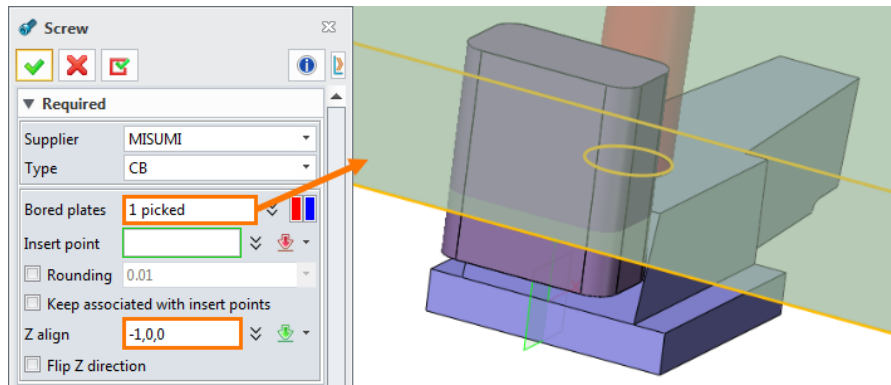 Screw
Required
Supplier MISUMI
Type CB
Bored plates 1 picked
Insert point
Rounding 0.01
Keep associated with insert points
Z align -1,0,0
Flip Z direction